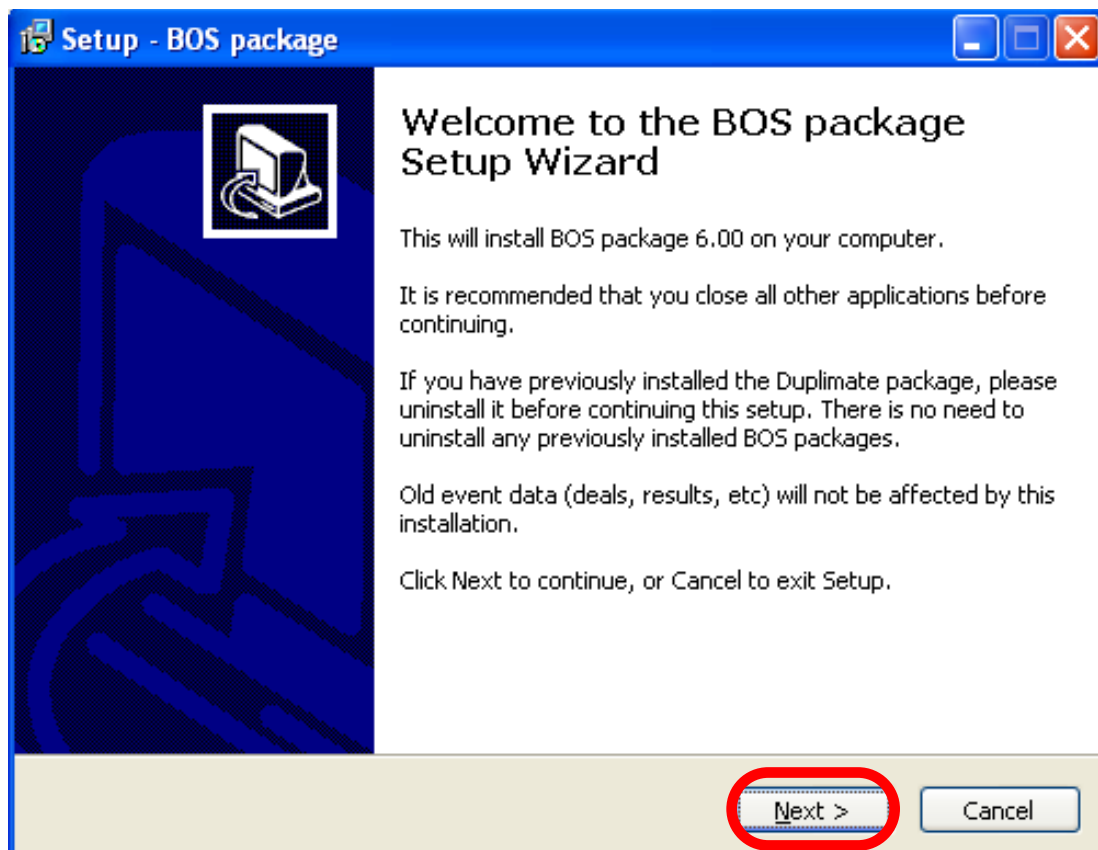 Setup - BOS package
Welcome to the BOS package
Setup Wizard
This will install BOS package 6.00 on your computer.
It is recommended that you close all other applications before
continuing.
If you have previously installed the Duplimate package, please
uninstall it before continuing this setup. There is no need to
uninstall any previously installed BOS packages.
Old event data (deals, results, etc) will not be affected by this
installation.
Click Next to continue, or Cancel to exit Setup.
Next >
Cancel